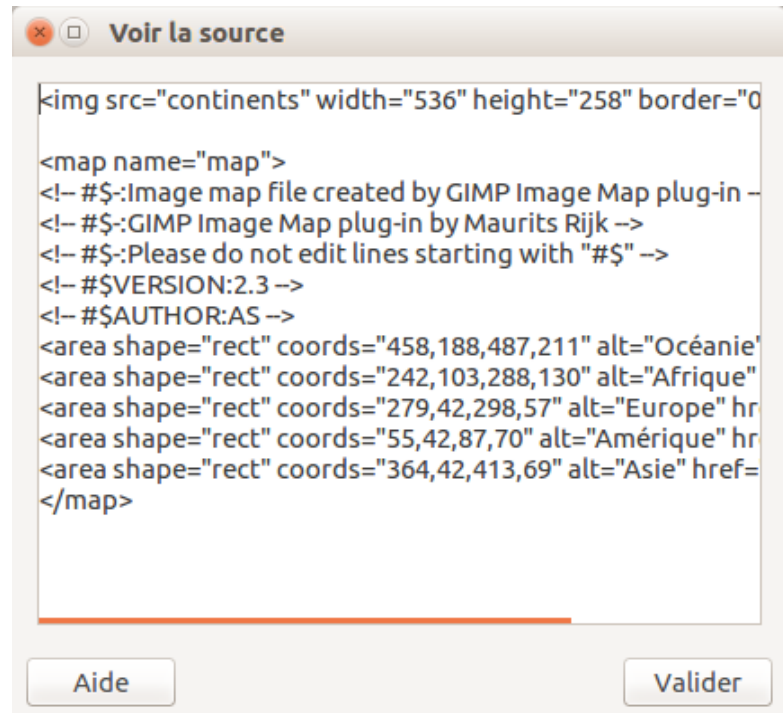 Voir la source
<img src="continents" width="536" height="258" border="0
<map name="map">
<!-- #$-:Image map file created by GIMP Image Map plug-in --
<!-- #$-:GIMP Image Map plug-in by Maurits Rijk -->
<!-- #$-:Please do not edit lines starting with "#$" -->
<!-- #$VERSION:2.3 -->
<!-- #$AUTHOR:AS -->
<area shape="rect" coords="458,188,487,211" alt="Océanie"
<area shape="rect" coords="242,103,288,130" alt="Afrique"
<area shape="rect" coords="279,42,298,57" alt="Europe" hr
<area shape="rect" coords="55,42,87,70" alt="Amérique" hr
<area shape="rect" coords="364,42,413,69" alt="Asie" href=
</map>
Aide
Valider